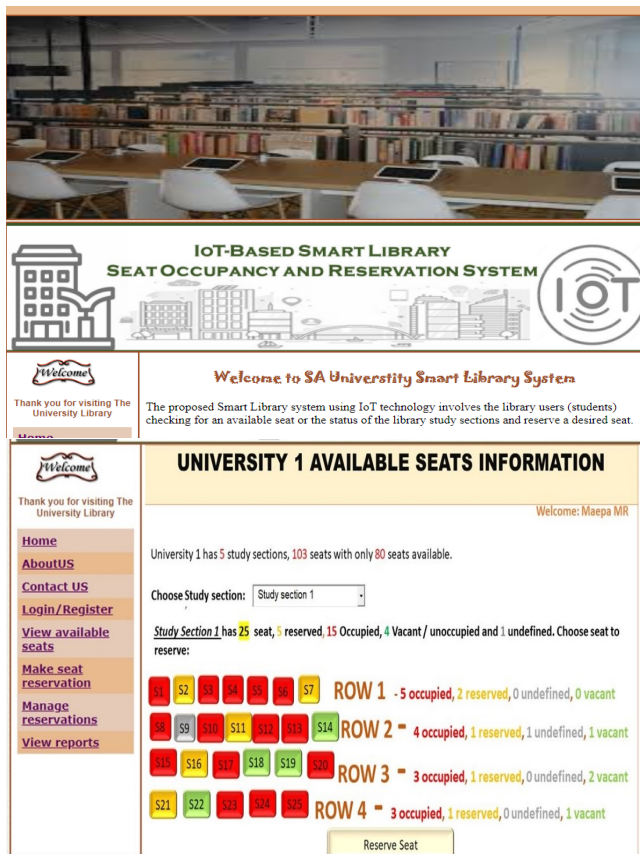 IOT-BASED SMART LIBRARY
SEAT OCCUPANCY AND RESERVATION SYSTEM
IOT
Welcome
Thank you for visiting The
University Library
Home
Welcome to SA Universtity Smart Library System
The proposed Smart Library system using IoT technology involves the library users (students)
checking for an available seat or the status of the library study sections and reserve a desired seat.
Welcome
Thank you for visiting The
University Library
Home
AboutUS
Contact US
Login/Register
View available
seats
Make seat
reservation
Manage
reservations
View reports
UNIVERSITY 1 AVAILABLE SEATS INFORMATION
Welcome: Maepa MR
University 1 has 5 study sections, 103 seats with only 80 seats available.
Choose Study section: Study section 1
Study Section 1 has 25 seat, 5 reserved, 15 Occupied, 4 Vacant / unoccupied and 1 undefined. Choose seat to
reserve:
S1 S2 S3 S4 S5 S6 S7 ROW 1 - 5 occupied, 2 reserved, 0 undefined, 0 vacant
S8 S9 S10 S11 S12 S13 S14 ROW 2 - 4 occupied, 1 reserved, 1 undefined, 1 vacant
S15 S16 S17 S18 S19 S20 ROW 3 - 3 occupied, 1 reserved, 0 undefined, 2 vacant
S21 S22 S23 S24 S25 ROW 4 - 3 occupied, 1 reserved, 0 undefined, 1 vacant
Reserve Seat